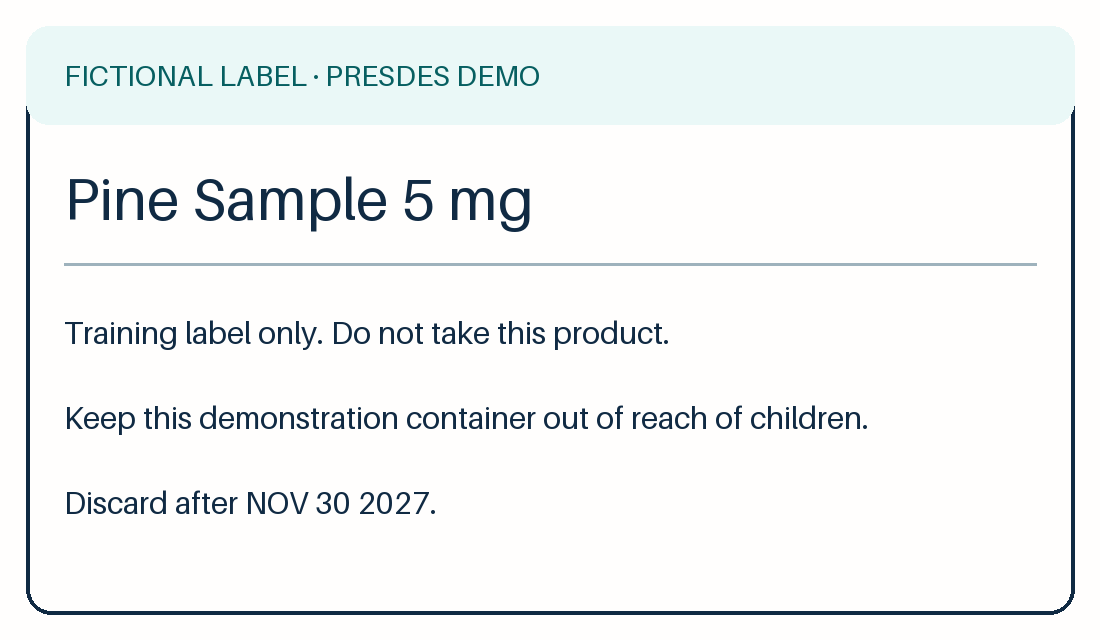 FICTIONAL LABEL · PRESDES DEMO
Pine Sample 5 mg
Training label only. Do not take this product.
Keep this demonstration container out of reach of children.
Discard after NOV 30 2027.